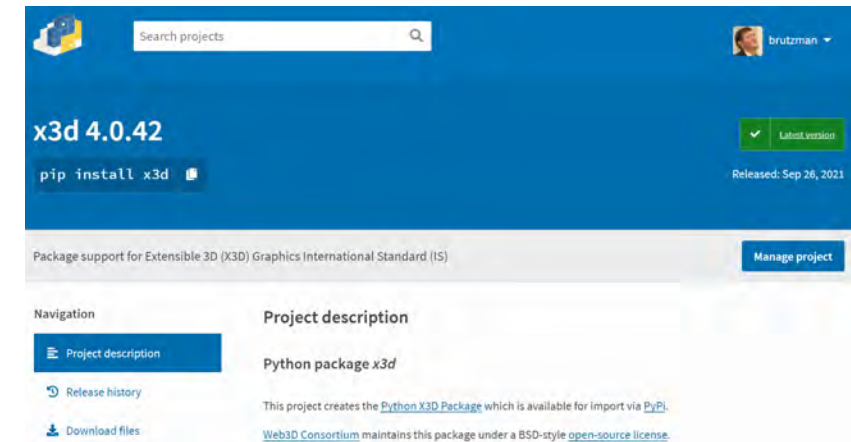 Search projects
brutzman
x3d 4.0.42
Latest version
pip install x3d
Released: Sep 26, 2021
Package support for Extensible 3D (X3D) Graphics International Standard (IS)
Manage project
Navigation
Project description
Project description
Python package x3d
Release history
This project creates the Python X3D Package which is available for import via PyPi.
Download files
Web3D Consortium maintains this package under a BSD-style open-source license.